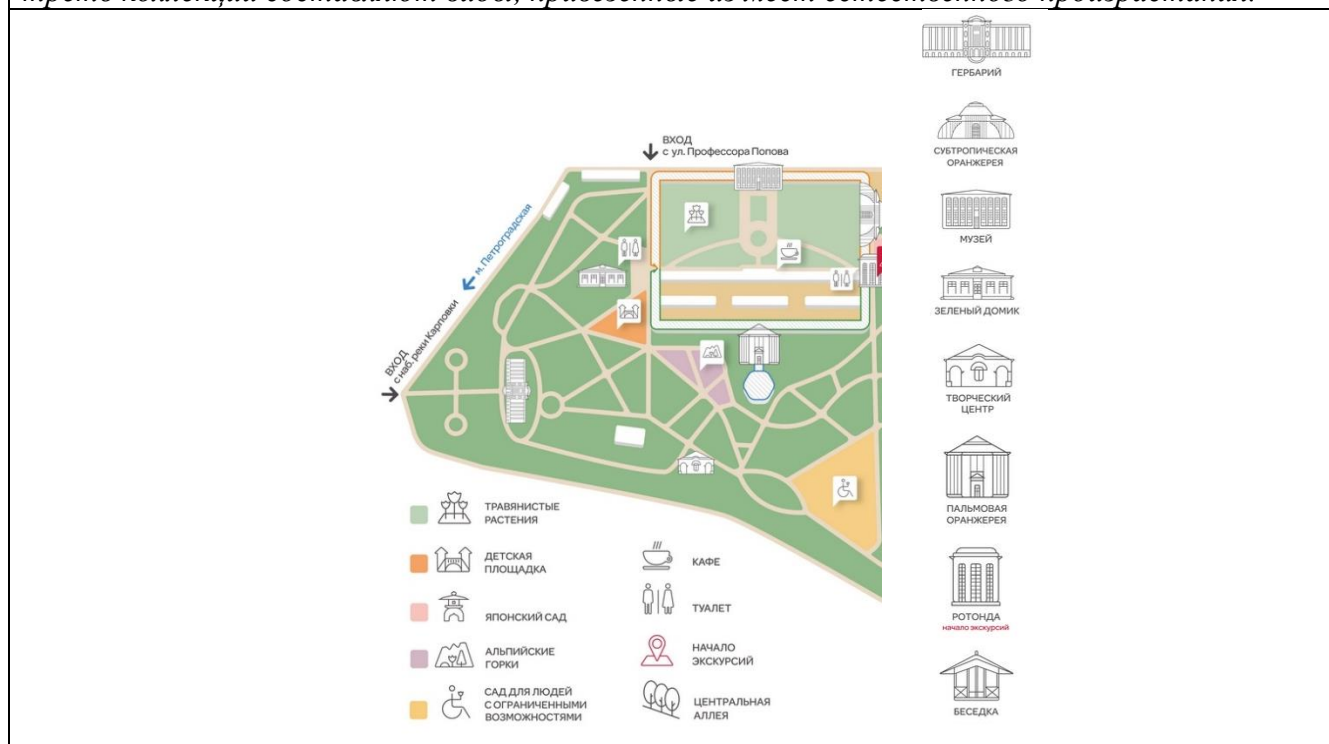 ГЕРБАРИЙ
СУБТРОПИЧЕСКАЯ
ОРАНЖЕРЕЯ
МУЗЕЙ
ЗЕЛЕНЫЙ ДОМИК
ТВОРЧЕСКИЙ
ЦЕНТР
ПАЛЬМОВАЯ
ОРАНЖЕРЕЯ
РОТОНДА
начало экскурсий
БЕСЕДКА
ВХОД
с ул. Профессора Попова
м. Петроградская
ВХОД
с наб. реки Карповки
ТРАВЯНИСТЫЕ
РАСТЕНИЯ
ДЕТСКАЯ
ПЛОЩАДКА
ЯПОНСКИЙ САД
АЛЬПИЙСКИЕ
ГОРКИ
САД ДЛЯ ЛЮДЕЙ
С ОГРАНИЧЕННЫМИ
ВОЗМОЖНОСТЯМИ
КАФЕ
ТУАЛЕТ
НАЧАЛО
ЭКСКУРСИЙ
ЦЕНТРАЛЬНАЯ
АЛЛЕЯ